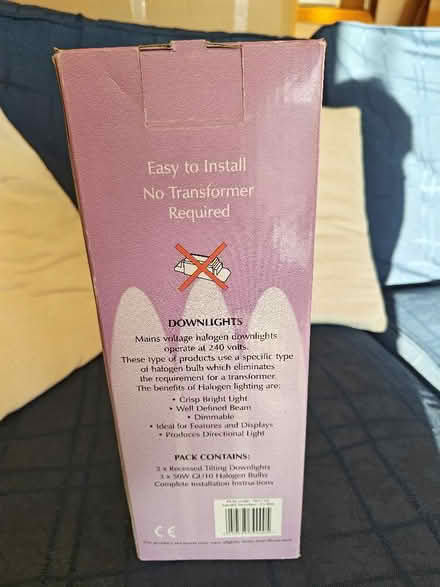 Easy to Install
No Transformer
Required
DOWNLIGHTS
Mains voltage halogen downlights
operate at 240 volts.
These type of products use a specific type
of halogen bulb which eliminates
the requirement for a transformer.
The benefits of Halogen lighting are:
• Crisp Bright Light
• Well Defined Beam
• Dimmable
• Ideal for Features and Displays
• Produces Directional Light
PACK CONTAINS:
3 x Recessed Tilting Downlights
3 x 50W GU10 Halogen Bulbs
Complete Installation Instructions
CE